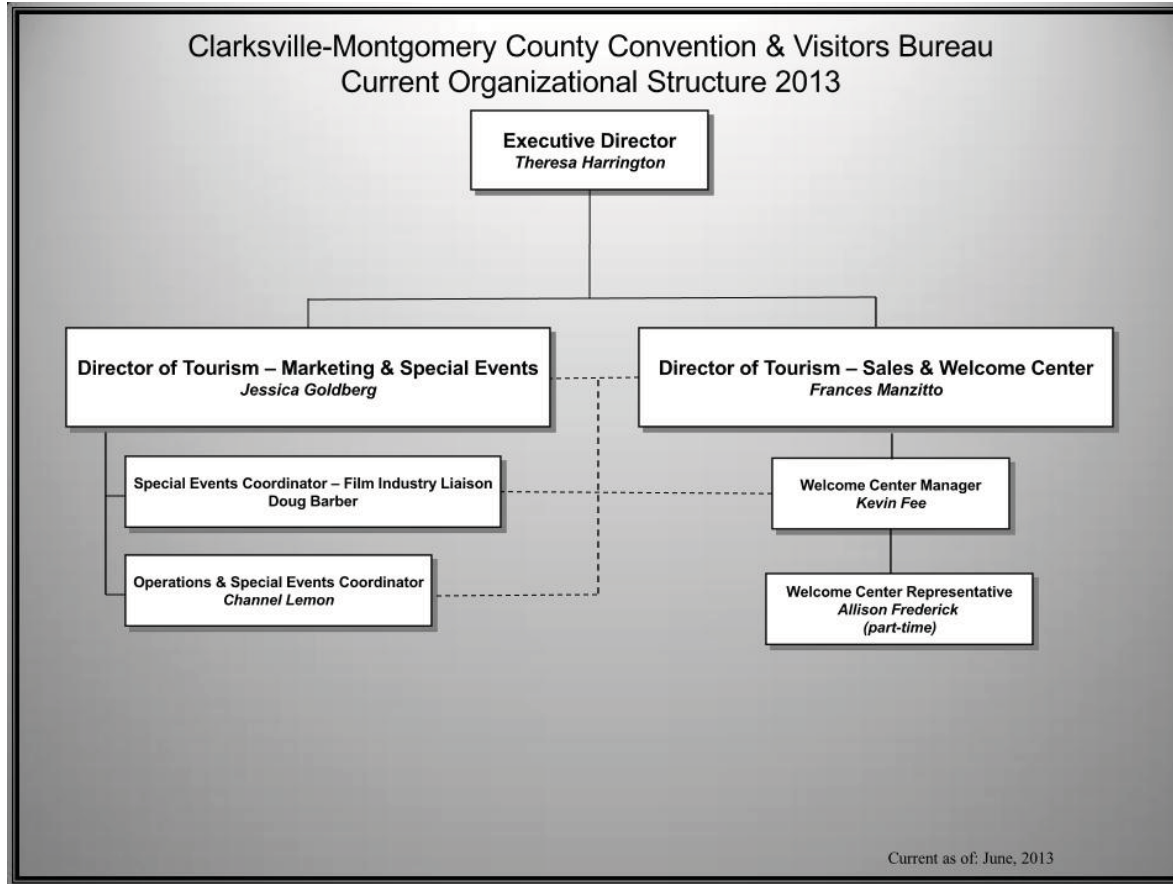 Clarksville-Montgomery County Convention & Visitors Bureau
Current Organizational Structure 2013
Executive Director
Theresa Harrington
Director of Tourism – Marketing & Special Events
Jessica Goldberg
Director of Tourism – Sales & Welcome Center
Frances Manzitto
Special Events Coordinator – Film Industry Liaison
Doug Barber
Welcome Center Manager
Kevin Fee
Operations & Special Events Coordinator
Channel Lemon
Welcome Center Representative
Allison Frederick
(part-time)
Current as of: June, 2013